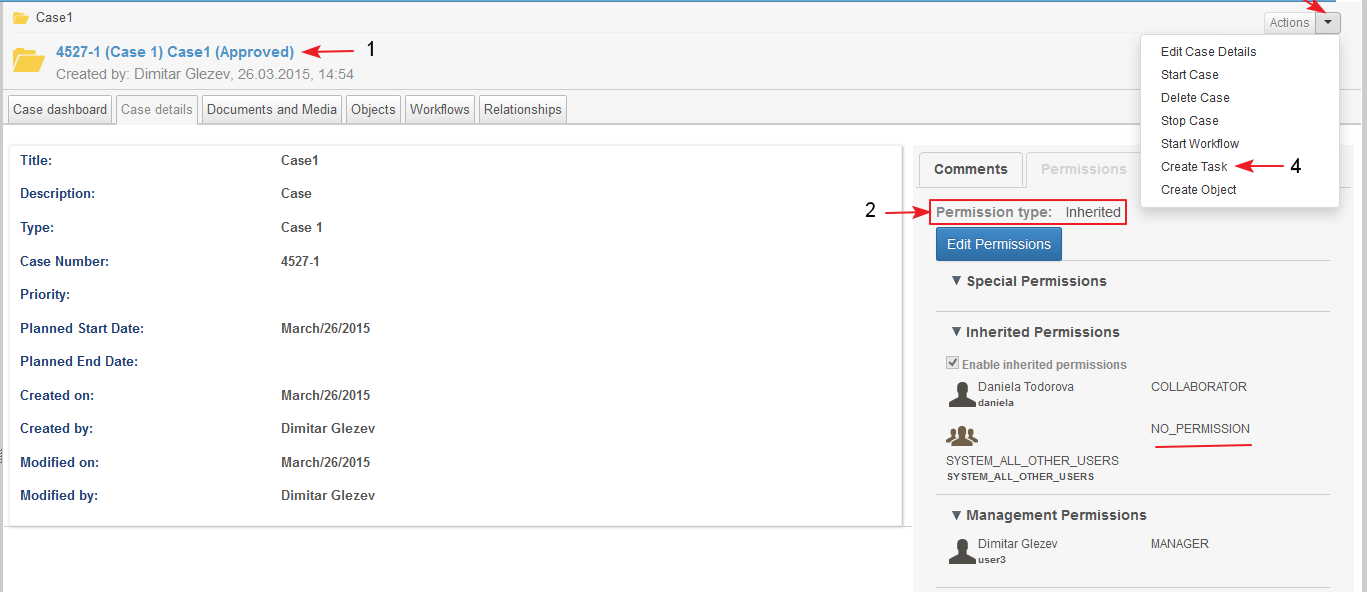 Case1
Actions
4527-1 (Case 1) Case1 (Approved) 1
Created by: Dimitar Glezev, 26.03.2015, 14:54
Edit Case Details
Start Case
Delete Case
Stop Case
Start Workflow
Create Task 4
Create Object
Case dashboard Case details Documents and Media Objects Workflows Relationships
Title: Case1
Description: Case
Type: Case 1
Case Number: 4527-1
Priority:
Planned Start Date: March/26/2015
Planned End Date:
Created on: March/26/2015
Created by: Dimitar Glezev
Modified on: March/26/2015
Modified by: Dimitar Glezev
Comments Permissions
2 Permission type: Inherited
Edit Permissions
Special Permissions
Inherited Permissions
Enable inherited permissions
Daniela Todorova COLLABORATOR
daniela
NO_PERMISSION
SYSTEM_ALL_OTHER_USERS
SYSTEM_ALL_OTHER_USERS
Management Permissions
Dimitar Glezev MANAGER
user3